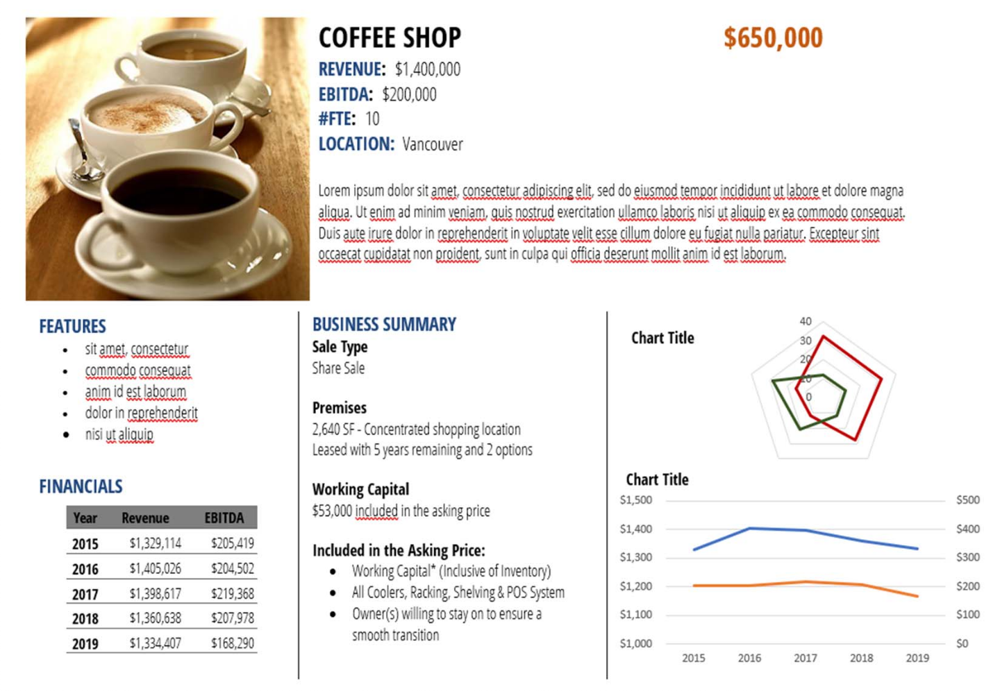 COFFEE SHOP
$650,000
REVENUE: $1,400,000
EBITDA: $200,000
#FTE: 10
LOCATION: Vancouver
Lorem ipsum dolor sit amet, consectetur adipiscing elit, sed do eiusmod tempor incididunt ut labore et dolore magna
aliqua. Ut enim ad minim veniam, quis nostrud exercitation ullamco laboris nisi ut aliquip ex ea commodo consequat.
Duis aute irure dolor in reprehenderit in voluptate velit esse cillum dolore eu fugiat nulla pariatur. Excepteur sint
occaecat cupidatat non proident, sunt in culpa qui officia deserunt mollit anim id est laborum.
FEATURES
• sit amet, consectetur
• commodo consequat
• anim id est laborum
• dolor in reprehenderit
• nisi ut aliquip
FINANCIALS
Year Revenue EBITDA
2015 $1,329,114 $205,419
2016 $1,405,026 $204,502
2017 $1,398,617 $219,368
2018 $1,360,638 $207,978
2019 $1,334,407 $168,290
BUSINESS SUMMARY
Sale Type
Share Sale
Premises
2,640 SF - Concentrated shopping location
Leased with 5 years remaining and 2 options
Working Capital
$53,000 included in the asking price
Included in the Asking Price:
• Working Capital* (Inclusive of Inventory)
• All Coolers, Racking, Shelving & POS System
• Owner(s) willing to stay on to ensure a
smooth transition
Chart Title
40
30
20
10
0
Chart Title
$1,500 $500
$1,400 $400
$1,300 $300
$1,200 $200
$1,100 $100
$1,000 $0
2015 2016 2017 2018 2019